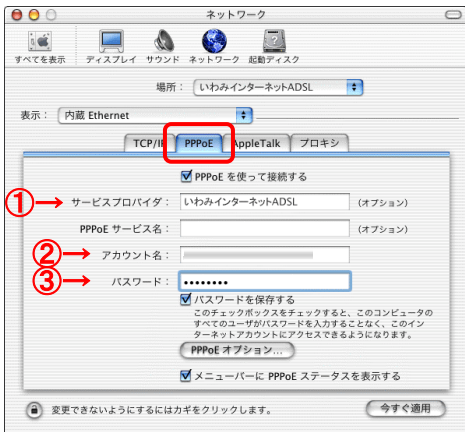 ネットワーク
すべてを表示 ディスプレイ サウンド ネットワーク 起動ディスク
場所： いわみインターネットADSL
表示： 内蔵 Ethernet
TCP/IP PPPoE AppleTalk プロキシ
PPPoE を使って接続する
① サービスプロバイダ： いわみインターネットADSL （オプション）
PPPoE サービス名： （オプション）
② アカウント名：
③ パスワード： ••••••••
パスワードを保存する
このチェックボックスをチェックすると、このコンピュータの
すべてのユーザがパスワードを入力することなく、このイン
ターネットアカウントにアクセスできるようになります。
PPPoE オプション...
メニューバーに PPPoE ステータスを表示する
変更できないようにするにはカギをクリックします。 今すぐ適用